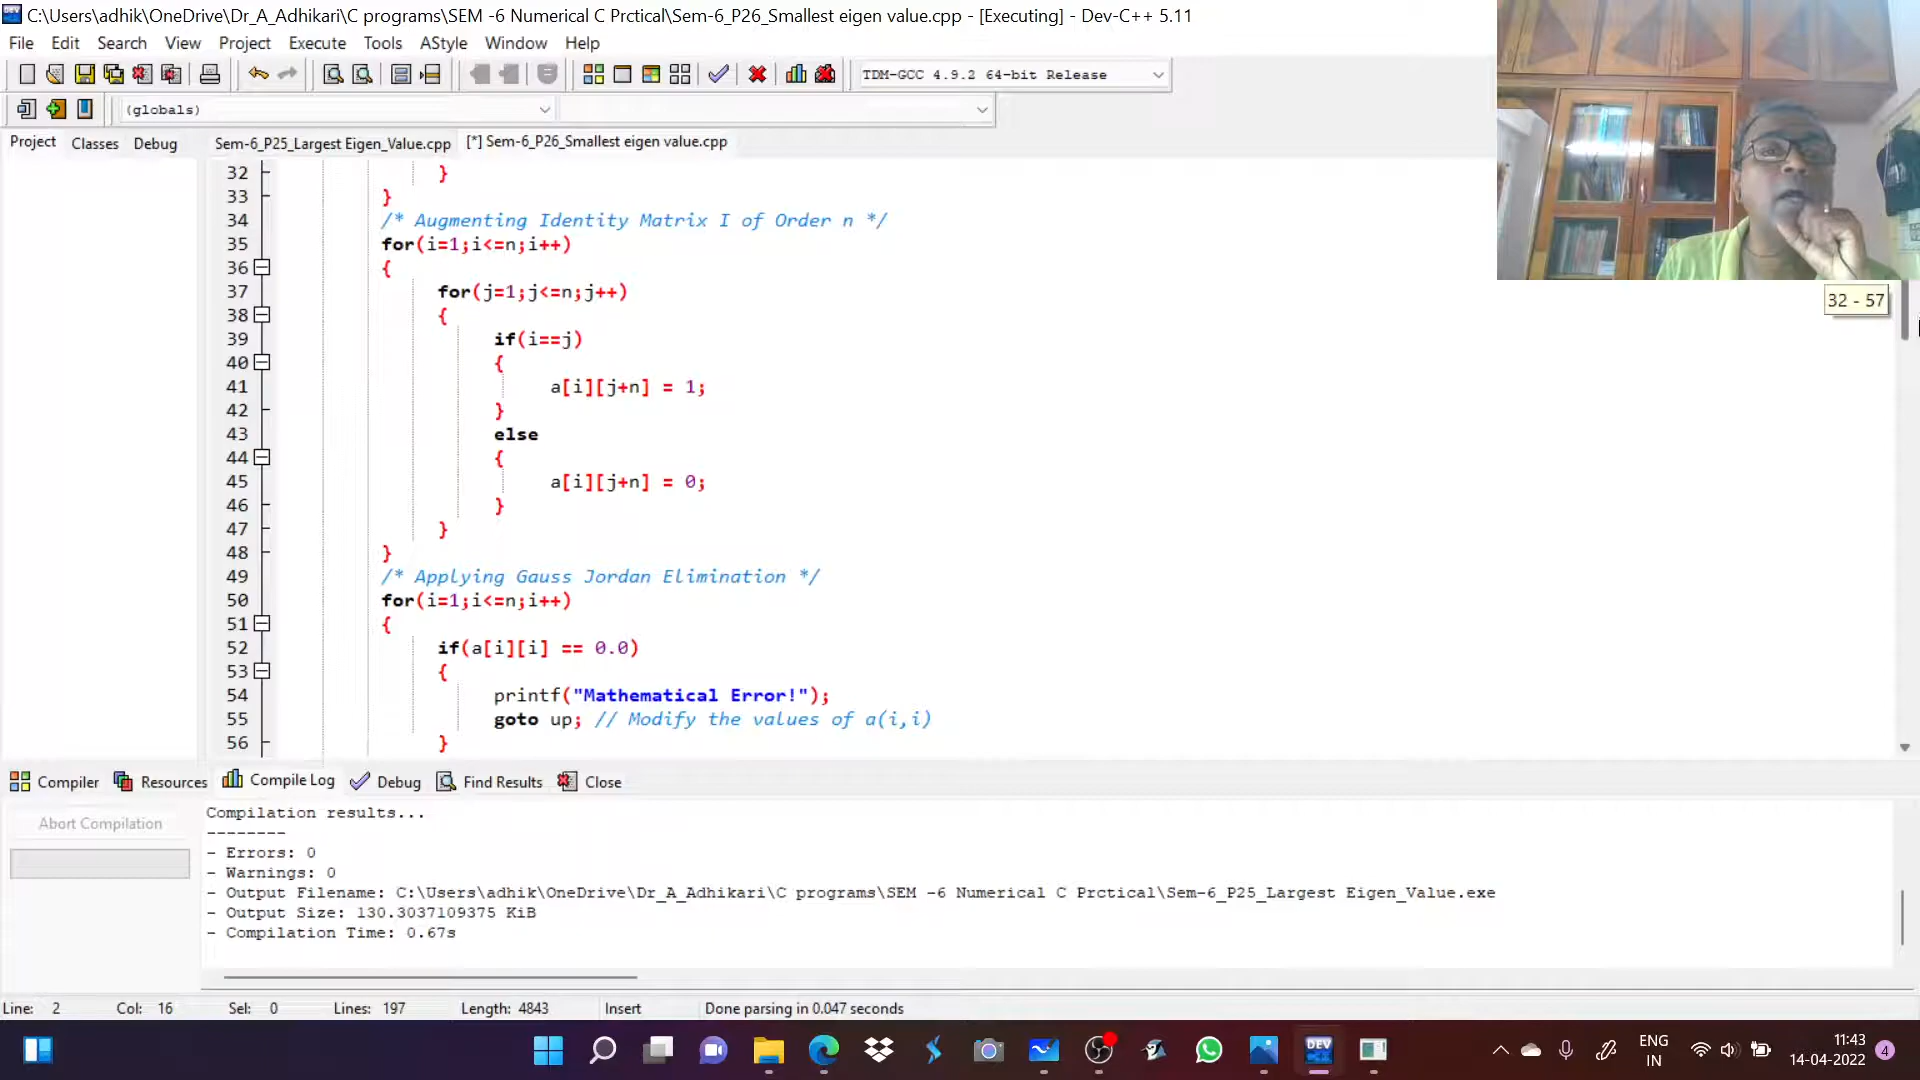 C:\Users\adhik\OneDrive\Dr_A_Adhikari\C programs\SEM -6 Numerical C Prctical\Sem-6_P26_Smallest eigen value.cpp - [Executing] - Dev-C++ 5.11
File Edit Search View Project Execute Tools AStyle Window Help
TDM-GCC 4.9.2 64-bit Release
(globals)
Project Classes Debug Sem-6_P25_Largest Eigen_Value.cpp [*] Sem-6_P26_Smallest eigen value.cpp
32 }
33 }
34 /* Augmenting Identity Matrix I of Order n */
35 for(i=1;i<=n;i++)
36 {
37 for(j=1;j<=n;j++)
38 {
39 if(i==j)
40 {
41 a[i][j+n] = 1;
42 }
43 else
44 {
45 a[i][j+n] = 0;
46 }
47 }
48 }
49 /* Applying Gauss Jordan Elimination */
50 for(i=1;i<=n;i++)
51 {
52 if(a[i][i] == 0.0)
53 {
54 printf("Mathematical Error!");
55 goto up; // Modify the values of a(i,i)
56 }
32 - 57
Compiler Resources Compile Log Debug Find Results Close
Abort Compilation
Compilation results...
--------
- Errors: 0
- Warnings: 0
- Output Filename: C:\Users\adhik\OneDrive\Dr_A_Adhikari\C programs\SEM -6 Numerical C Prctical\Sem-6_P25_Largest Eigen_Value.exe
- Output Size: 130.3037109375 KiB
- Compilation Time: 0.67s
Line: 2 Col: 16 Sel: 0 Lines: 197 Length: 4843 Insert Done parsing in 0.047 seconds
DEV
ENG
IN
11:43
14-04-2022
4